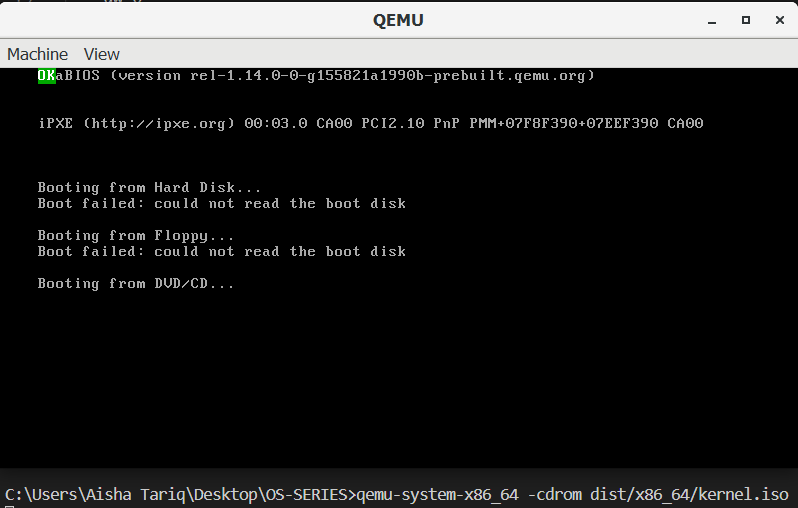 QEMU
Machine View
OKaBIOS (version rel-1.14.0-0-g155821a1990b-prebuilt.qemu.org)
iPXE (http://ipxe.org) 00:03.0 CA00 PCI2.10 PnP PMM+07F8F390+07EEF390 CA00
Booting from Hard Disk...
Boot failed: could not read the boot disk
Booting from Floppy...
Boot failed: could not read the boot disk
Booting from DVD/CD...
C:\Users\Aisha Tariq\Desktop\OS-SERIES>qemu-system-x86_64 -cdrom dist/x86_64/kernel.iso